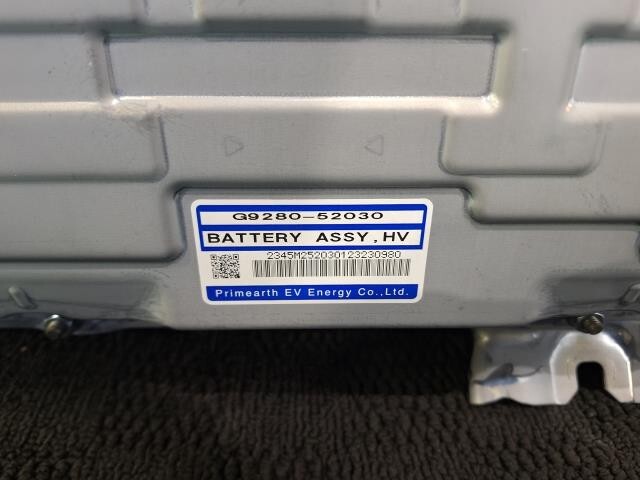 G9280-52030
BATTERY ASSY,HV
2345M252030123230980
Primearth EV Energy Co.,Ltd.